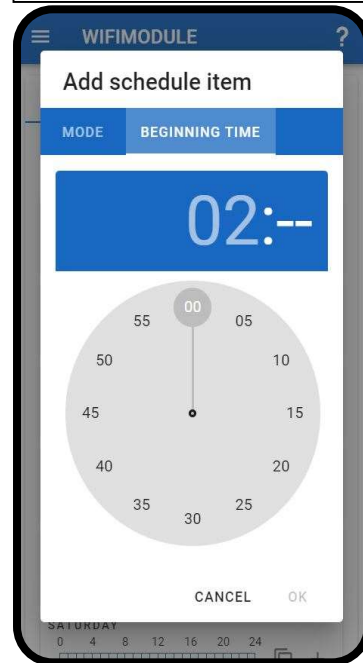 WIFIMODULE ?
Add schedule item
MODE BEGINNING TIME
02:--
00
55 05
50 10
45 15
40 20
35 25
30
CANCEL OK
SATURDAY
0 4 8 12 16 20 24